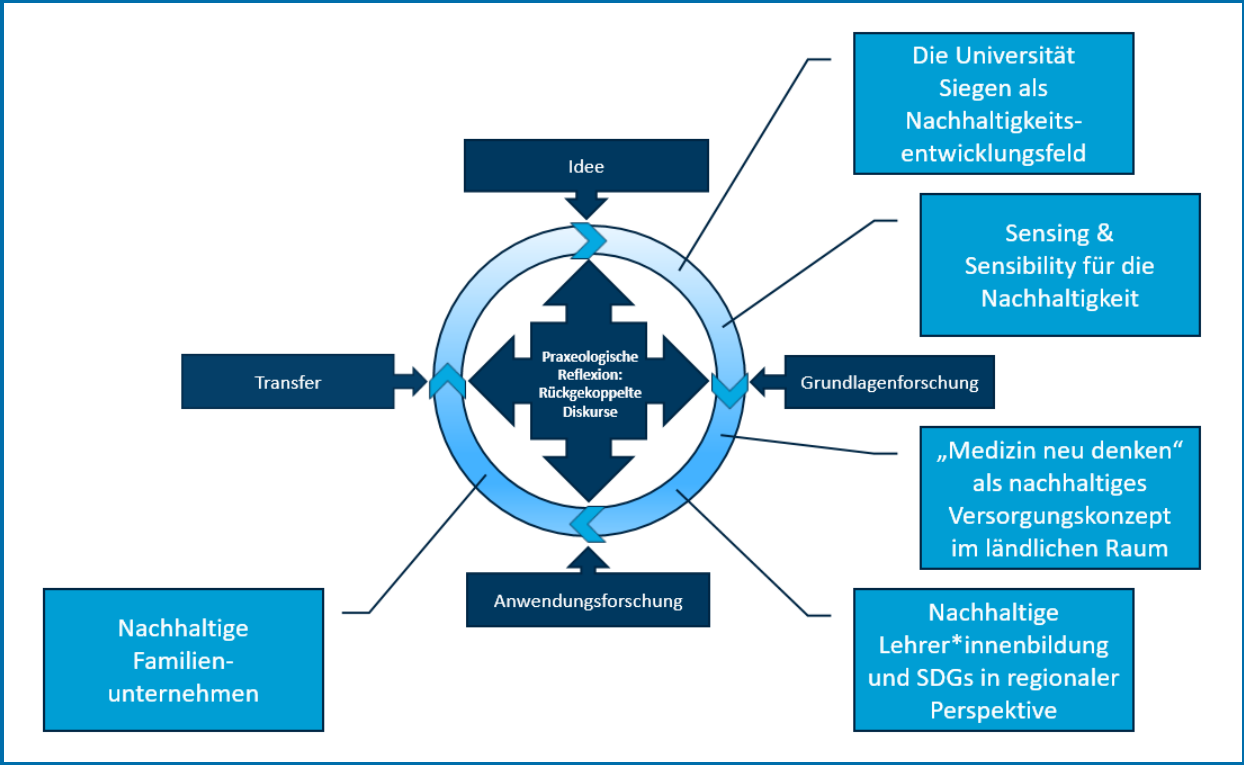 Die Universität
Siegen als
Nachhaltigkeits-
entwicklungsfeld
Idee
Sensing &
Sensibility für die
Nachhaltigkeit
Praxeologische
Reflexion:
Rückgekoppelte
Diskurse
Transfer
Grundlagenforschung
„Medizin neu denken“
als nachhaltiges
Versorgungskonzept
im ländlichen Raum
Anwendungsforschung
Nachhaltige
Familien-
unternehmen
Nachhaltige
Lehrer*innenbildung
und SDGs in regionaler
Perspektive